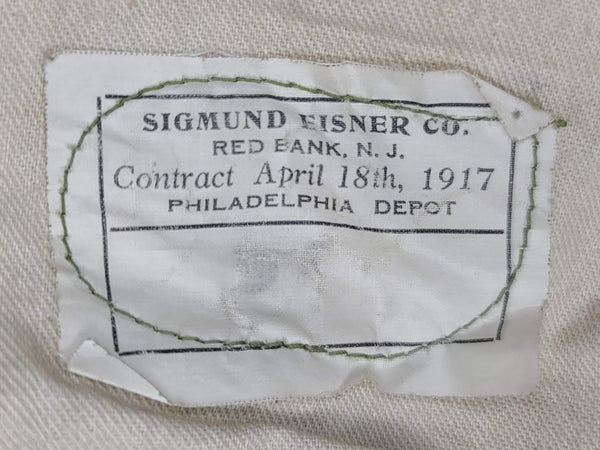 SIGMUND EISNER CO.
RED BANK, N. J.
Contract April 18th, 1917
PHILADELPHIA DEPOT